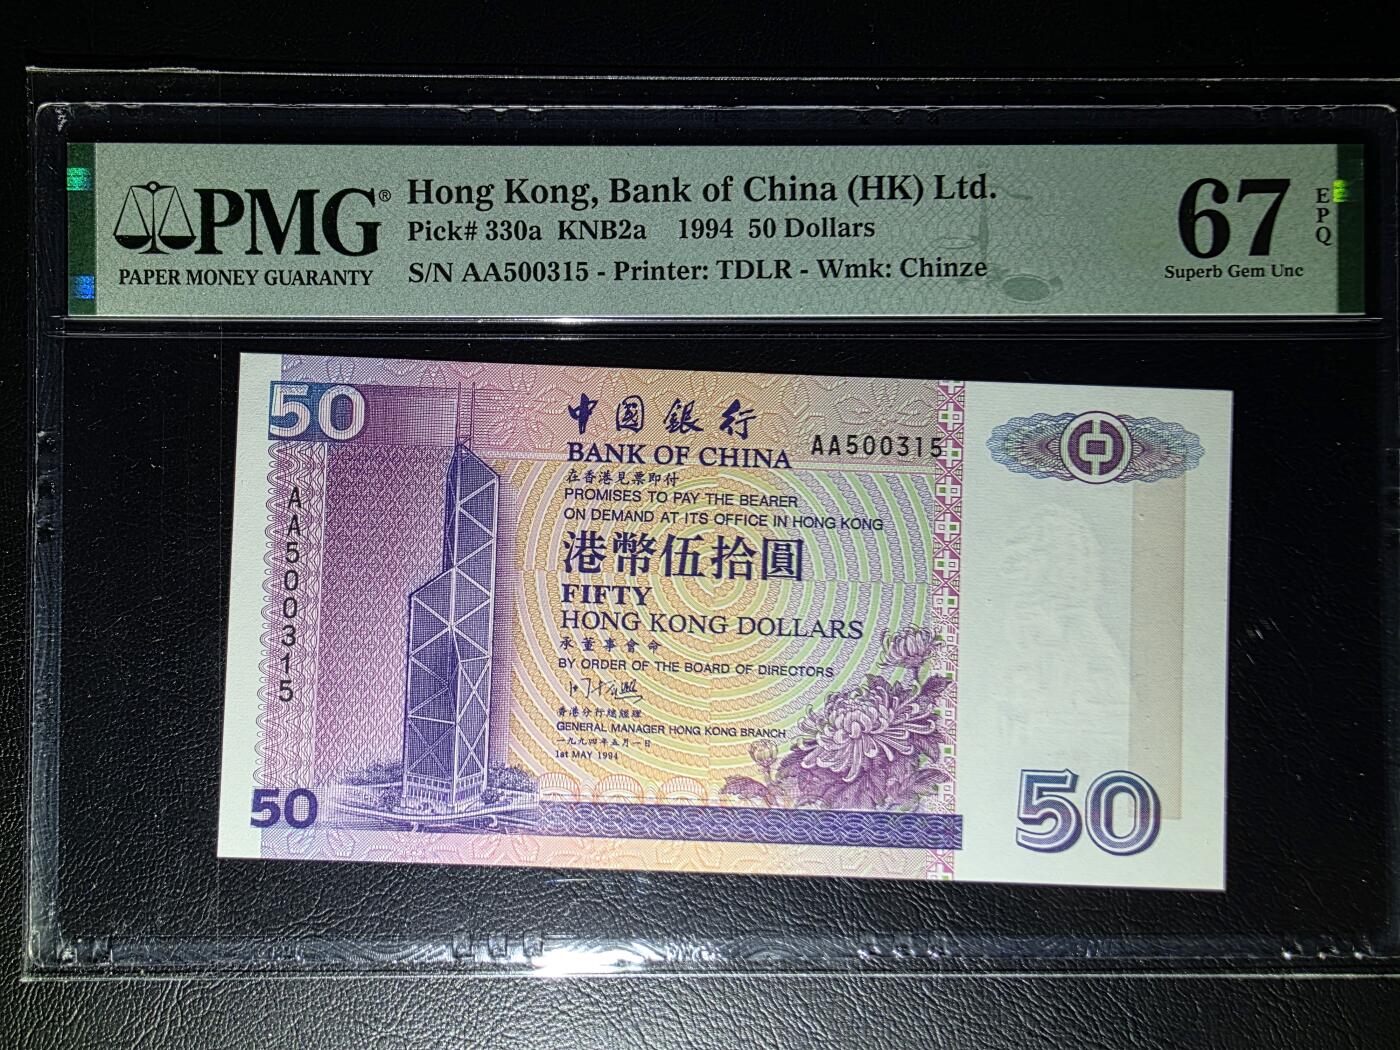 PMG®
PAPER MONEY GUARANTY
Hong Kong, Bank of China (HK) Ltd.
Pick# 330a KNB2a 1994 50 Dollars
S/N AA500315 - Printer: TDLR - Wmk: Chinze
67
EPQ
Superb Gem Unc
50
中國銀行
BANK OF CHINA
AA500315
在香港見票即付
PROMISES TO PAY THE BEARER
ON DEMAND AT ITS OFFICE IN HONG KONG
港幣伍拾圓
FIFTY
HONG KONG DOLLARS
承董事會命
BY ORDER OF THE BOARD OF DIRECTORS
香港分行總經理
GENERAL MANAGER HONG KONG BRANCH
一九九四年五月一日
1st MAY 1994
AA500315
50
50